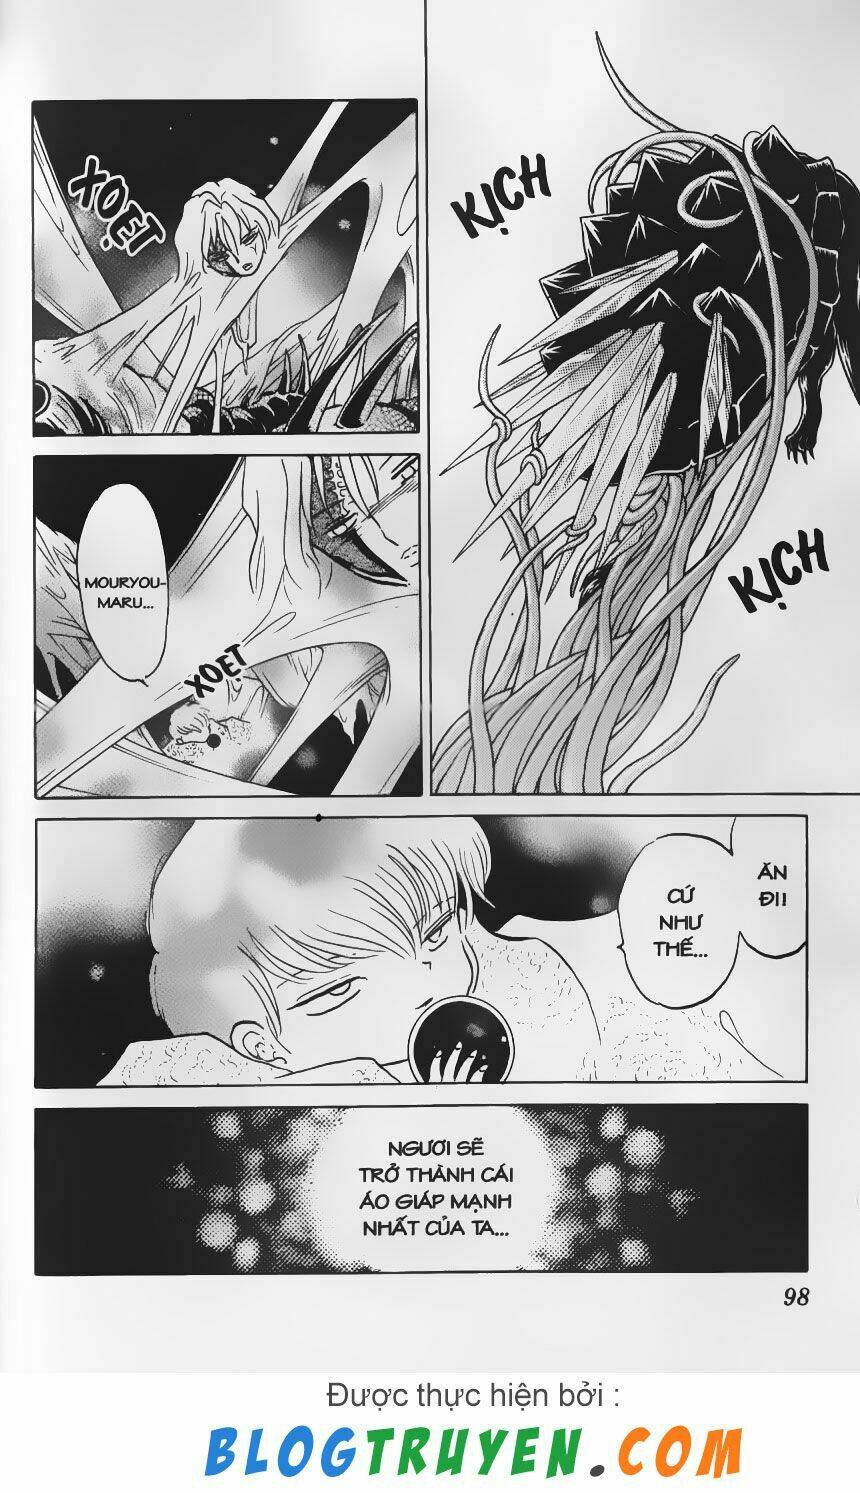 KỊCH
KỊCH
XOẸT
MOURYOU-
MARU...
XOẸT
ĂN
ĐI!
CỨ
NHƯ
THẾ...
NGƯƠI SẼ
TRỞ THÀNH CÁI
ÁO GIÁP MẠNH
NHẤT CỦA TA...
98
Được thực hiện bởi :
BLOGTRUYEN.COM